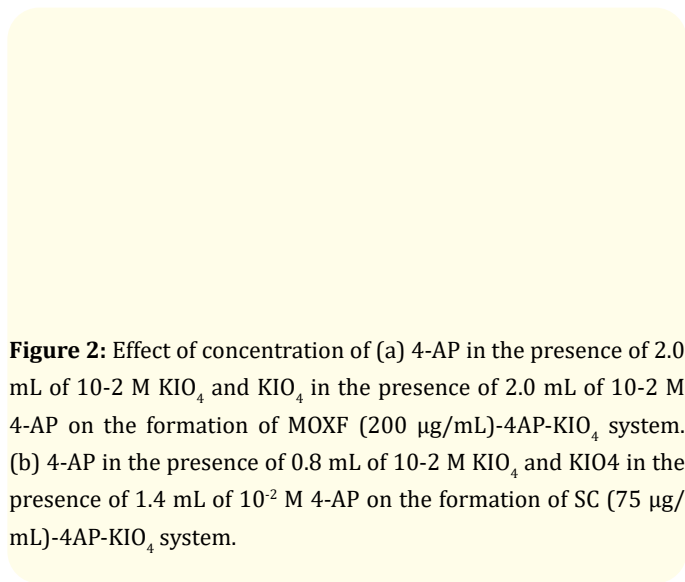 Figure 2: Effect of concentration of (a) 4-AP in the presence of 2.0
mL of 10-2 M KIO₄ and KIO₄ in the presence of 2.0 mL of 10-2 M
4-AP on the formation of MOXF (200 μg/mL)-4AP-KIO₄ system.
(b) 4-AP in the presence of 0.8 mL of 10-2 M KIO₄ and KIO4 in the
presence of 1.4 mL of 10⁻² M 4-AP on the formation of SC (75 μg/
mL)-4AP-KIO₄ system.